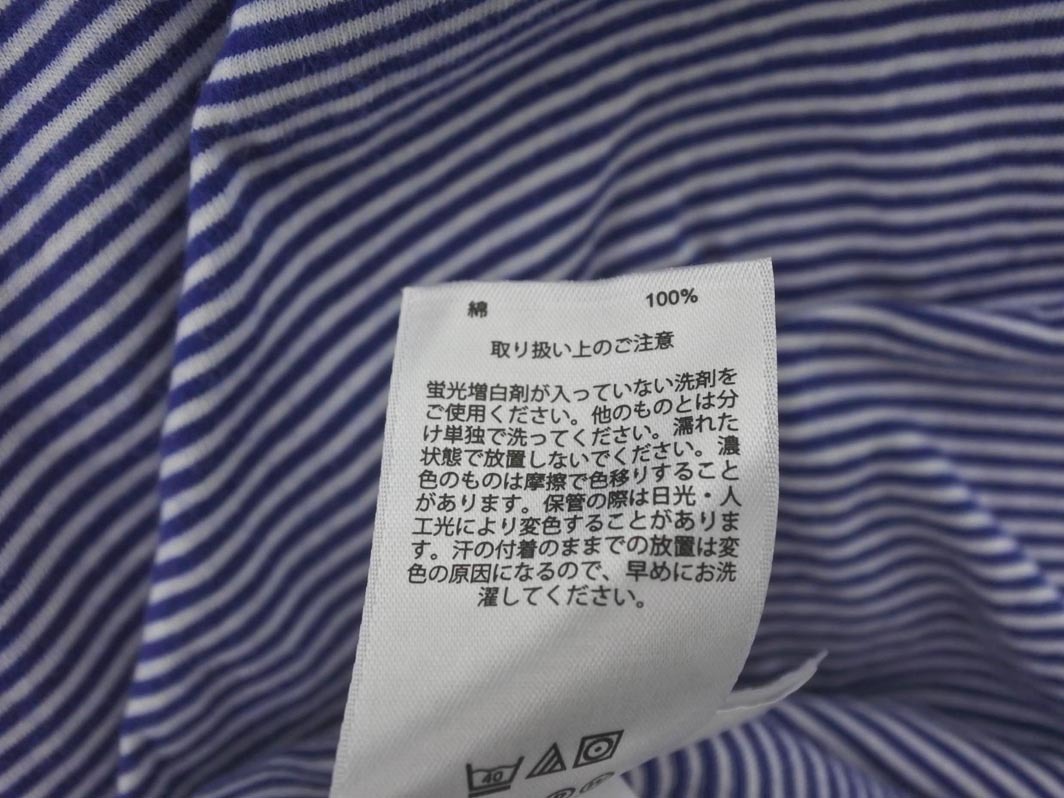 綿 100%
取り扱い上のご注意
蛍光増白剤が入っていない洗剤を
ご使用ください。他のものとは分
け単独で洗ってください。濡れた
状態で放置しないでください。濃
色のものは摩擦で色移りすること
があります。保管の際は日光・人
工光により変色することがありま
す。汗の付着のままでの放置は変
色の原因になるので、早めにお洗
濯してください。
40